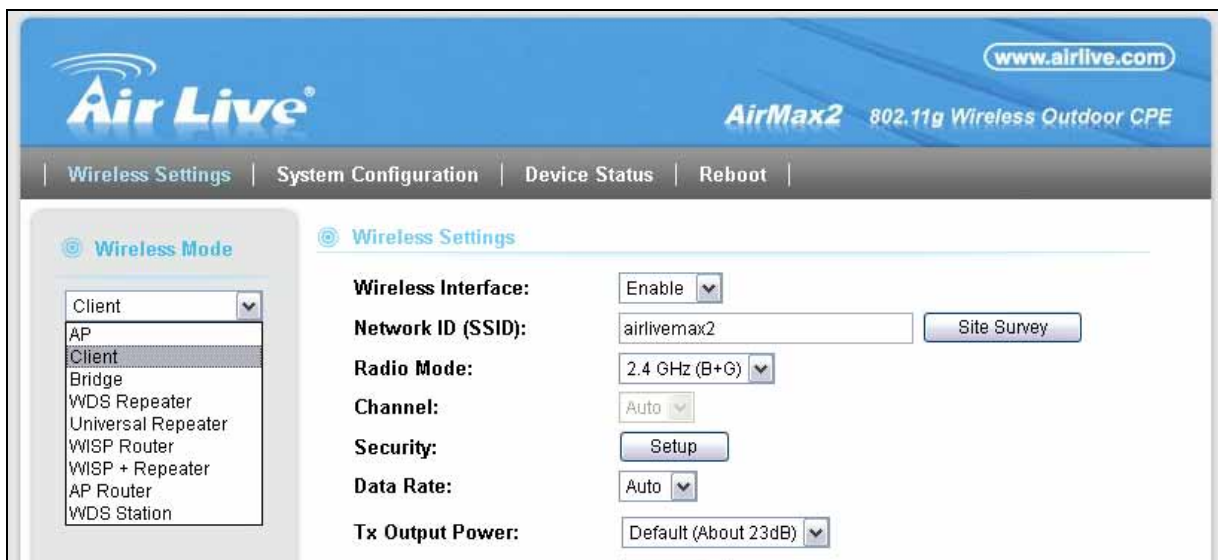 www.airlive.com
Air Live®
AirMax2 802.11g Wireless Outdoor CPE
| Wireless Settings | System Configuration | Device Status | Reboot |
Wireless Mode
Client
AP
Client
Bridge
WDS Repeater
Universal Repeater
WISP Router
WISP + Repeater
AP Router
WDS Station
Wireless Settings
Wireless Interface: Enable
Network ID (SSID): airlivemax2 Site Survey
Radio Mode: 2.4 GHz (B+G)
Channel: Auto
Security: Setup
Data Rate: Auto
Tx Output Power: Default (About 23dB)